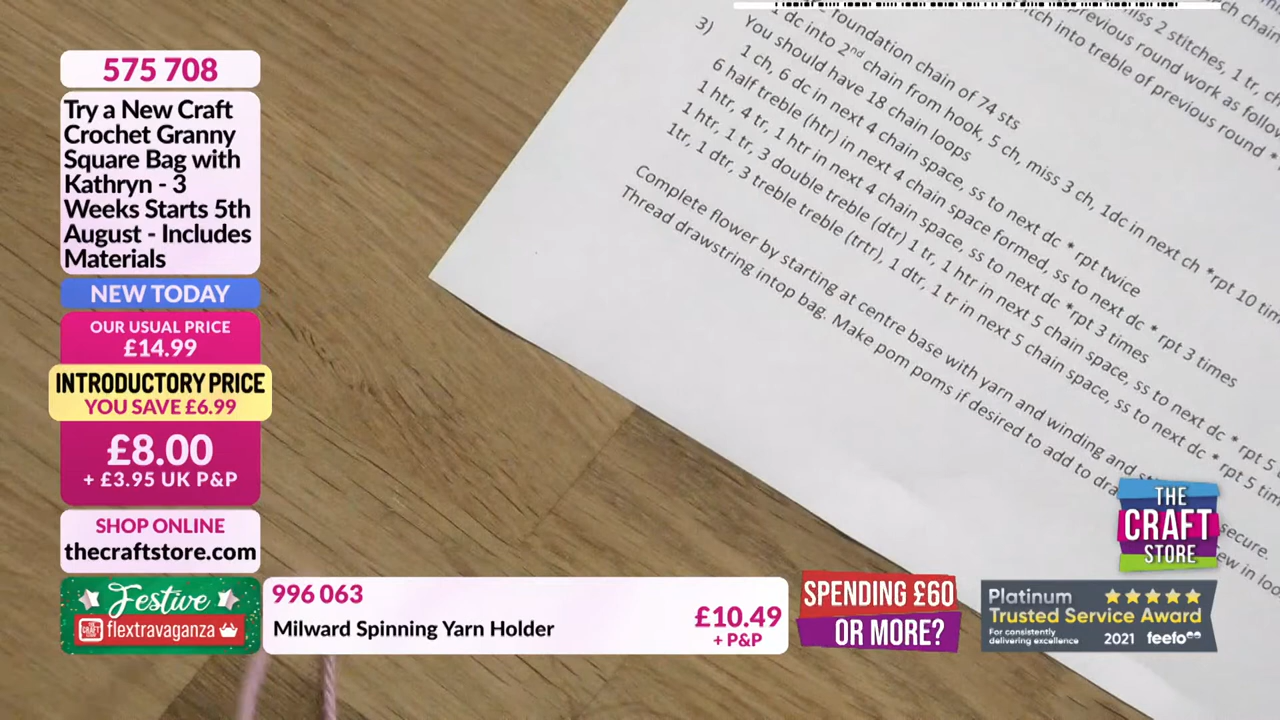 575 708
Try a New Craft
Crochet Granny
Square Bag with
Kathryn - 3
Weeks Starts 5th
August - Includes
Materials
NEW TODAY
OUR USUAL PRICE
£14.99
INTRODUCTORY PRICE
YOU SAVE £6.99
£8.00
+ £3.95 UK P&P
SHOP ONLINE
thecraftstore.com
Festive
flextravaganza
996 063
Milward Spinning Yarn Holder
£10.49
+ P&P
SPENDING £60
OR MORE?
THE
CRAFT
STORE
Platinum
Trusted Service Award
For consistently
delivering excellence
2021 feefo
miss 2 stitches, 1 tr,
previous round work as
into treble of previous round *
3)
foundation chain of 74 sts
1 dc into 2nd chain from hook, 5 ch, miss 3 ch, 1dc in next ch *rpt 10
You should have 18 chain loops
1 ch, 6 dc in next 4 chain space, ss to next dc * rpt twice
6 half treble (htr) in next 4 chain space formed, ss to next dc * rpt 3 times
1 htr, 4 tr, 1 htr in next 4 chain space, ss to next dc *rpt 3 times
1 htr, 1 tr, 3 double treble (dtr) 1 tr, 1 htr in next 5 chain space, ss to next dc * rpt 5
1tr, 1 dtr, 3 treble treble (trtr), 1 dtr, 1 tr in next 5 chain space, ss to next dc * rpt 5
Complete flower by starting at centre base with yarn and winding and secure.
Thread drawstring intop bag. Make pom poms if desired to add to